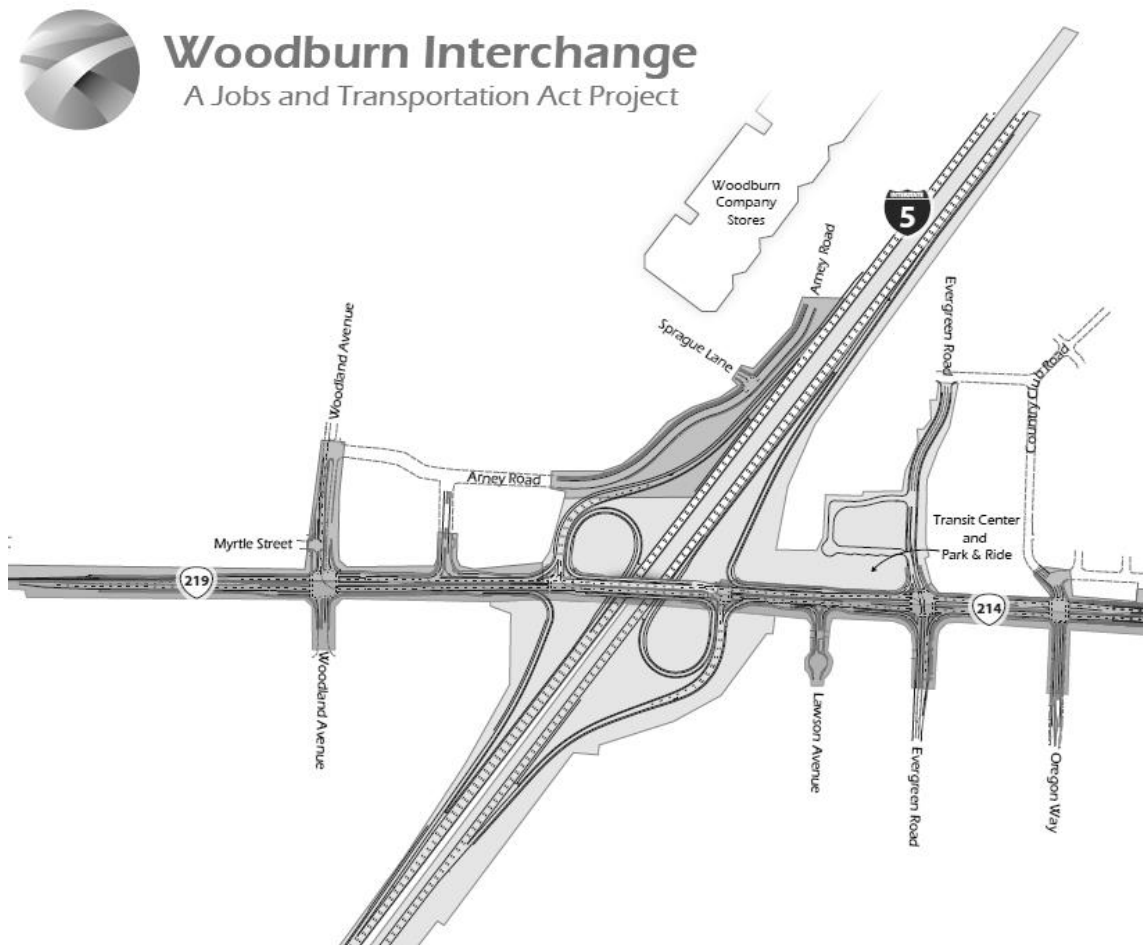 Woodburn Interchange
A Jobs and Transportation Act Project
Woodburn
Company
Stores
5
Arney Road
Sprague Lane
Evergreen Road
Country Club Road
Woodland Avenue
Arney Road
Transit Center
and
Park & Ride
Myrtle Street
219
214
Woodland Avenue
Lawson Avenue
Evergreen Road
Oregon Way